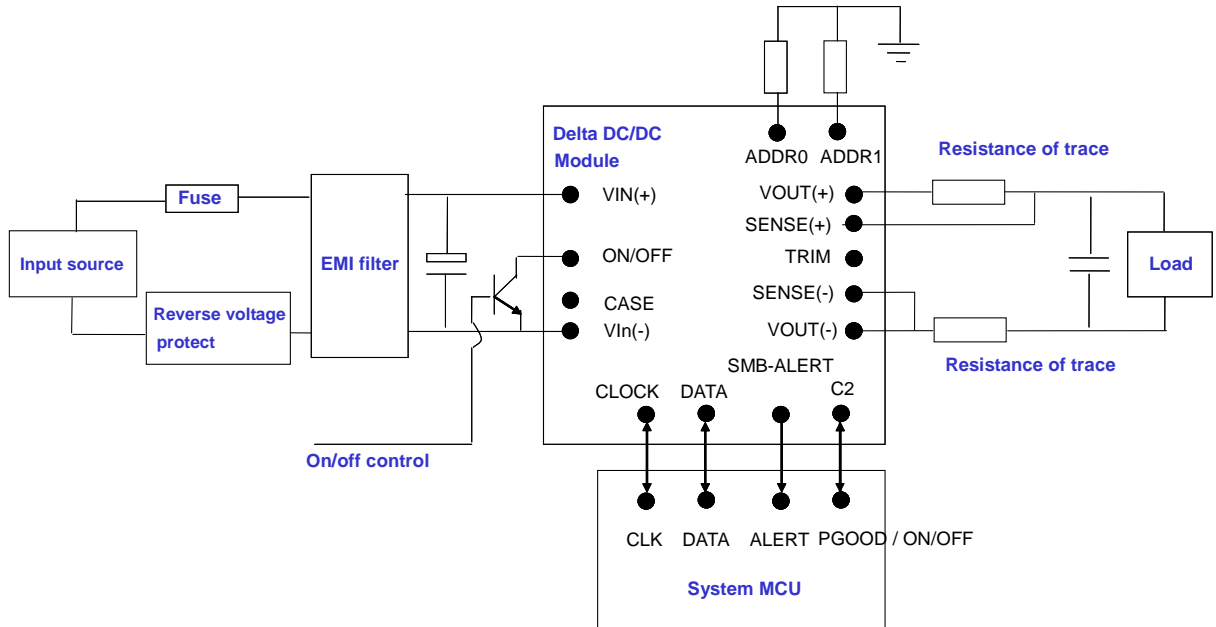 Delta DC/DC
Module
ADDR0 ADDR1
Resistance of trace
Fuse
VIN(+)
VOUT(+)
SENSE(+)
Input source
EMI filter
ON/OFF
TRIM
Load
CASE
SENSE(-)
Reverse voltage
protect
VIn(-)
VOUT(-)
SMB-ALERT
Resistance of trace
CLOCK DATA C2
On/off control
CLK DATA ALERT PGOOD / ON/OFF
System MCU